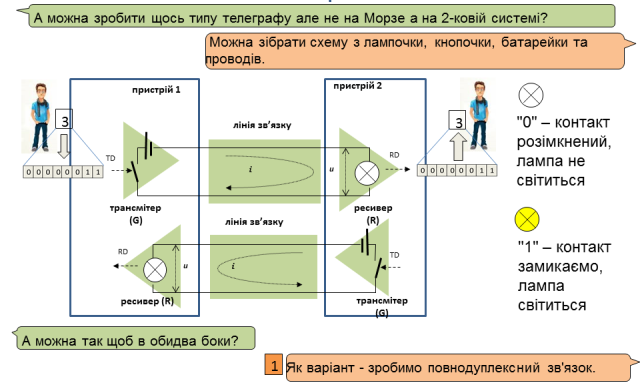 А можна зробити щось типу телеграфу але не на Морзе а на 2-ковій системі?
Можна зібрати схему з лампочки, кнопочки, батарейки та
проводів.
пристрій 1
пристрій 2
3
лінія зв'язку
3
TD
i
u
RD
0 0 0 0 0 0 1 1
0 0 0 0 0 0 1 1
трансмітер
(G)
ресивер
(R)
лінія зв'язку
RD
u
i
TD
ресивер (R)
трансмітер
(G)
"0" – контакт
розімкнений,
лампа не
світиться
"1" – контакт
замикаємо,
лампа
світиться
А можна так щоб в обидва боки?
1
Як варіант - зробимо повнодуплексний зв'язок.